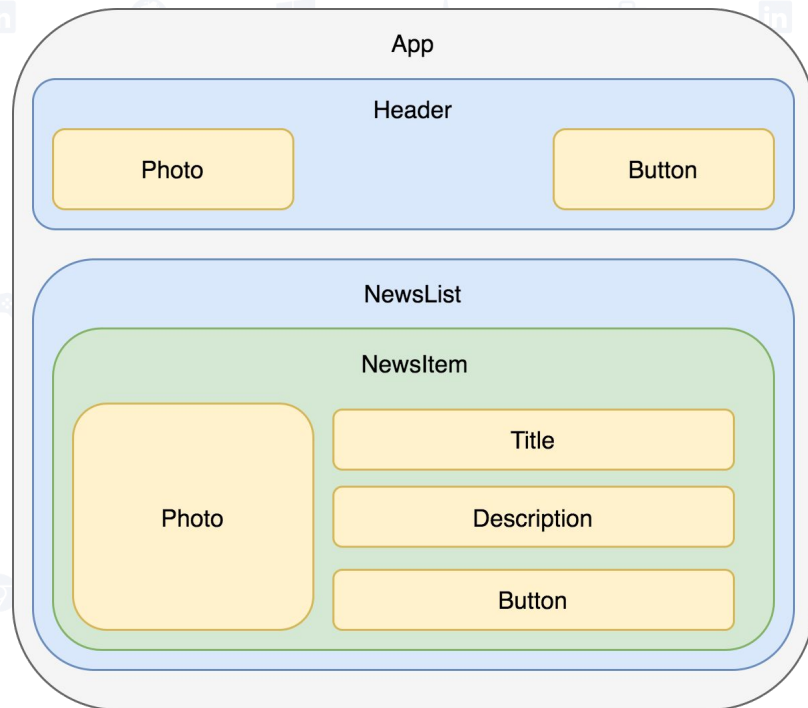 App
Header
Photo
Button
NewsList
NewsItem
Photo
Title
Description
Button